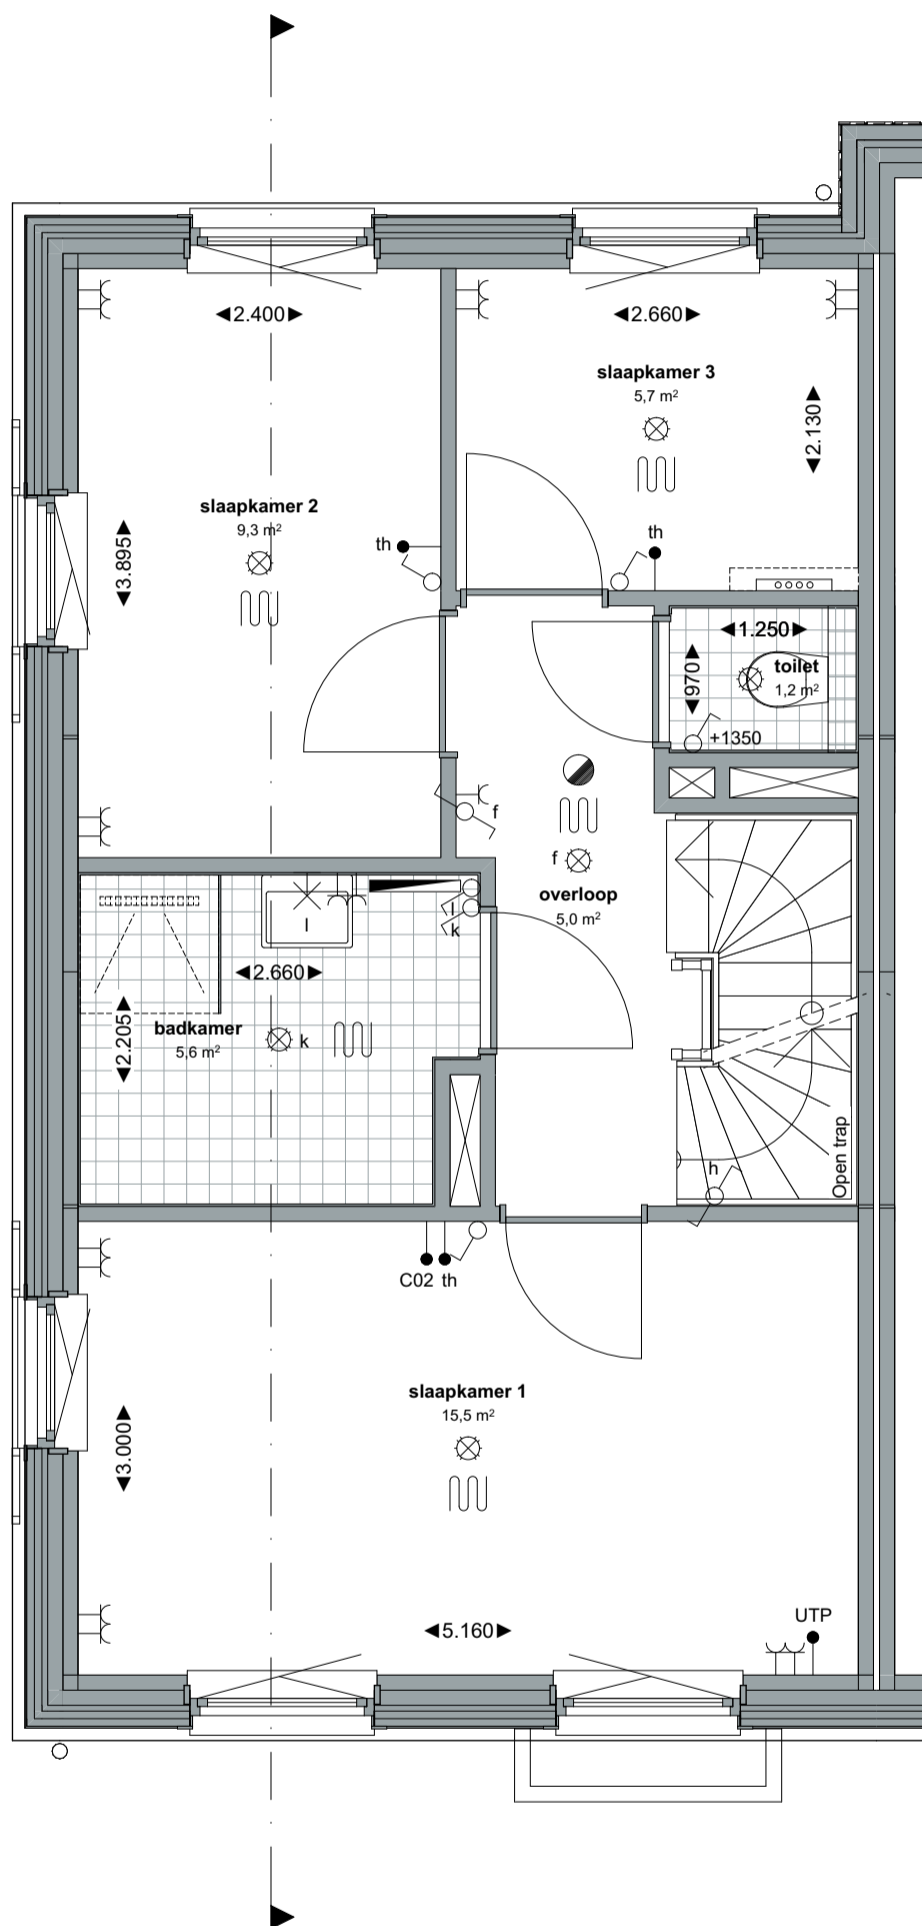 2.400
2.660
slaapkamer 3
5,7 m²
2.130
slaapkamer 2
9,3 m²
3.895
th
th
1.250
toilet
1,2 m²
970
+1350
f
f
overloop
5,0 m²
l
k
l
2.660
badkamer
5,6 m²
k
2.205
Open trap
h
C02 th
slaapkamer 1
15,5 m²
3.000
5.160
UTP